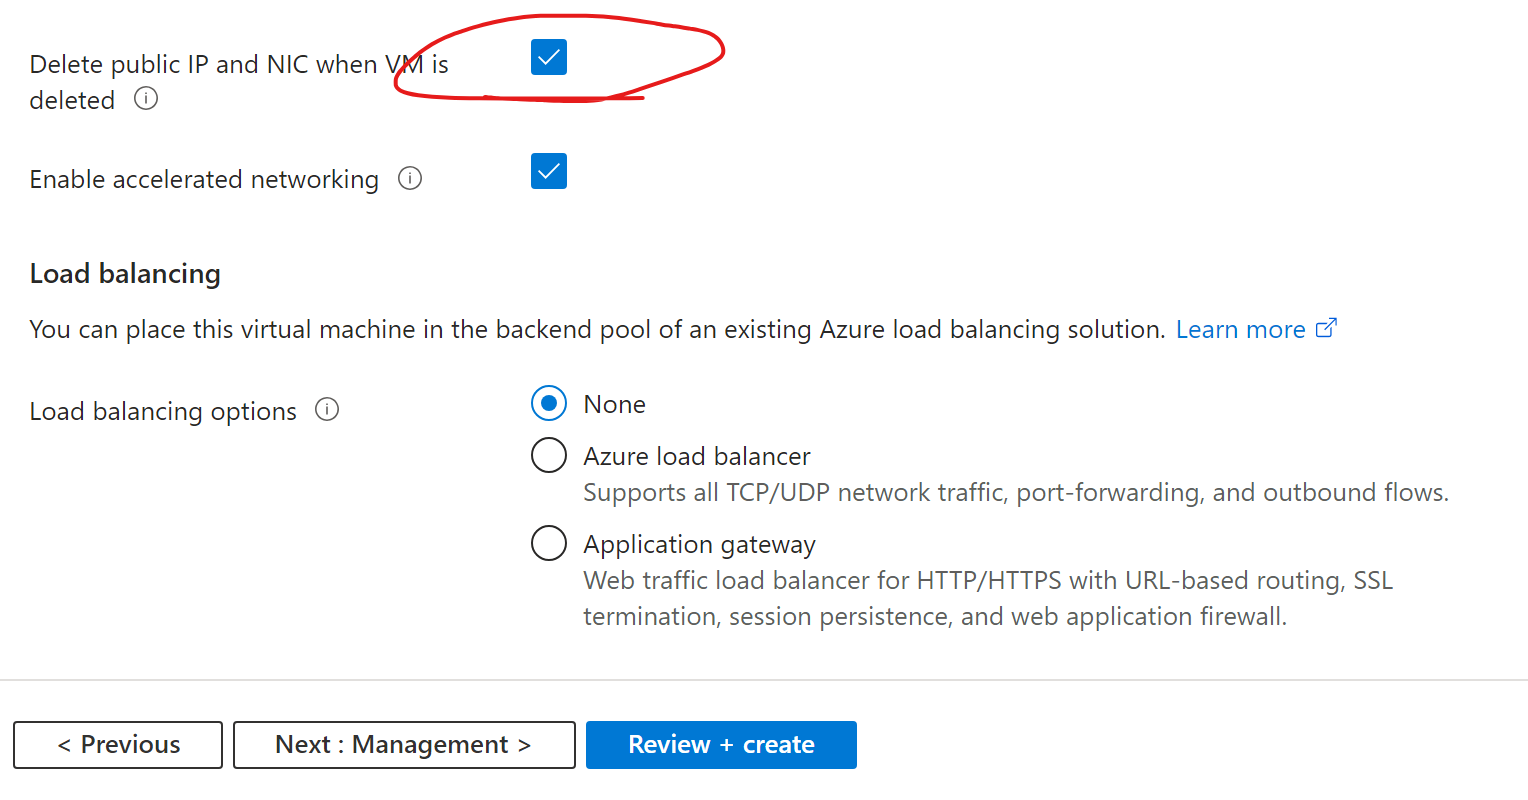 Delete public IP and NIC when VM is
deleted
Enable accelerated networking
Load balancing
You can place this virtual machine in the backend pool of an existing Azure load balancing solution. Learn more
Load balancing options
None
Azure load balancer
Supports all TCP/UDP network traffic, port-forwarding, and outbound flows.
Application gateway
Web traffic load balancer for HTTP/HTTPS with URL-based routing, SSL
termination, session persistence, and web application firewall.
< Previous
Next : Management >
Review + create